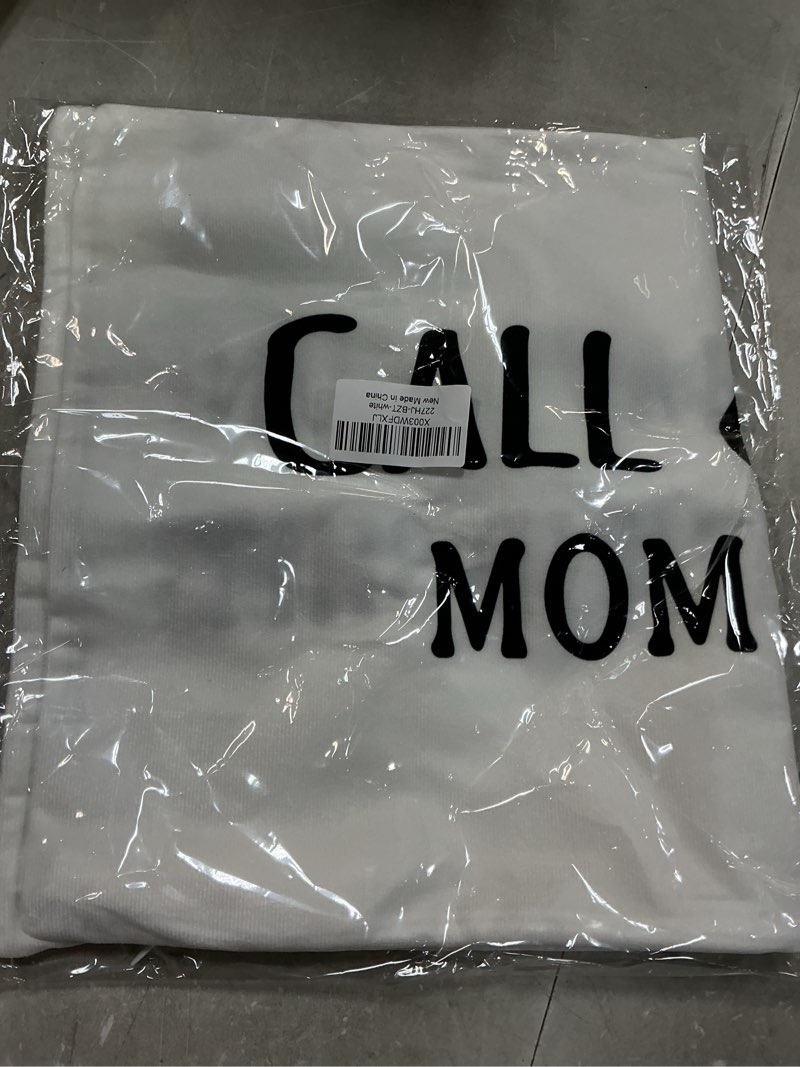 CALL
MOM
X003WDFXLJ
227HJ-BZT-white
New Made in China